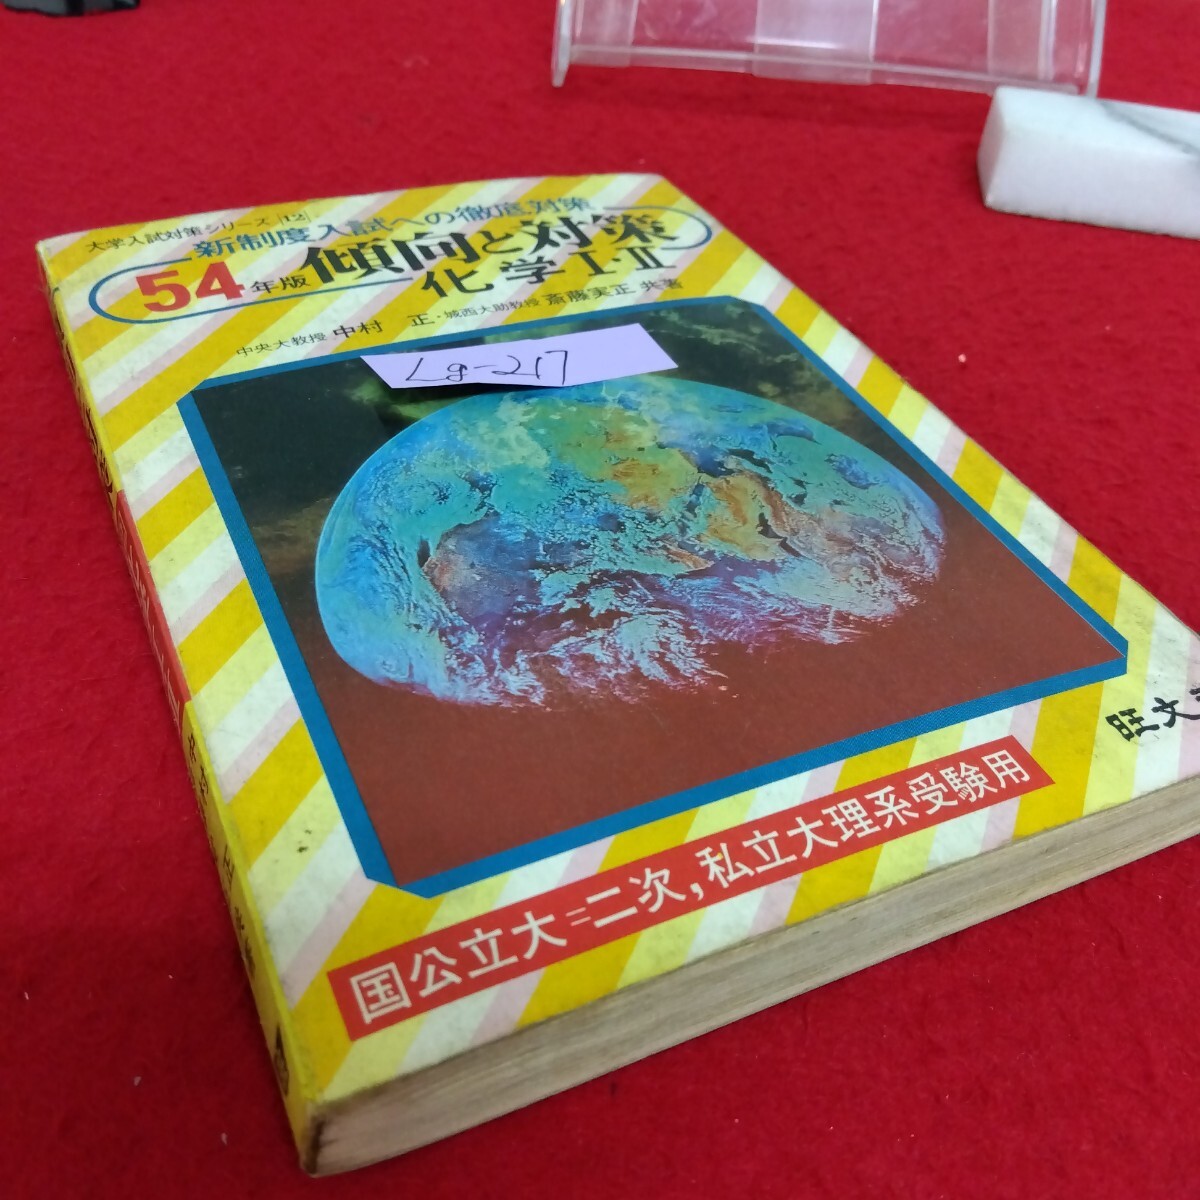 大学入試対策シリーズ 12
新制度入試への徹底対策
54年版 傾向と対策
化学Ⅰ・Ⅱ
中央大教授 中村 正・城西大助教授 斎藤実正 共著
Lg-217
旺文
国公立大=二次,私立大理系受験用